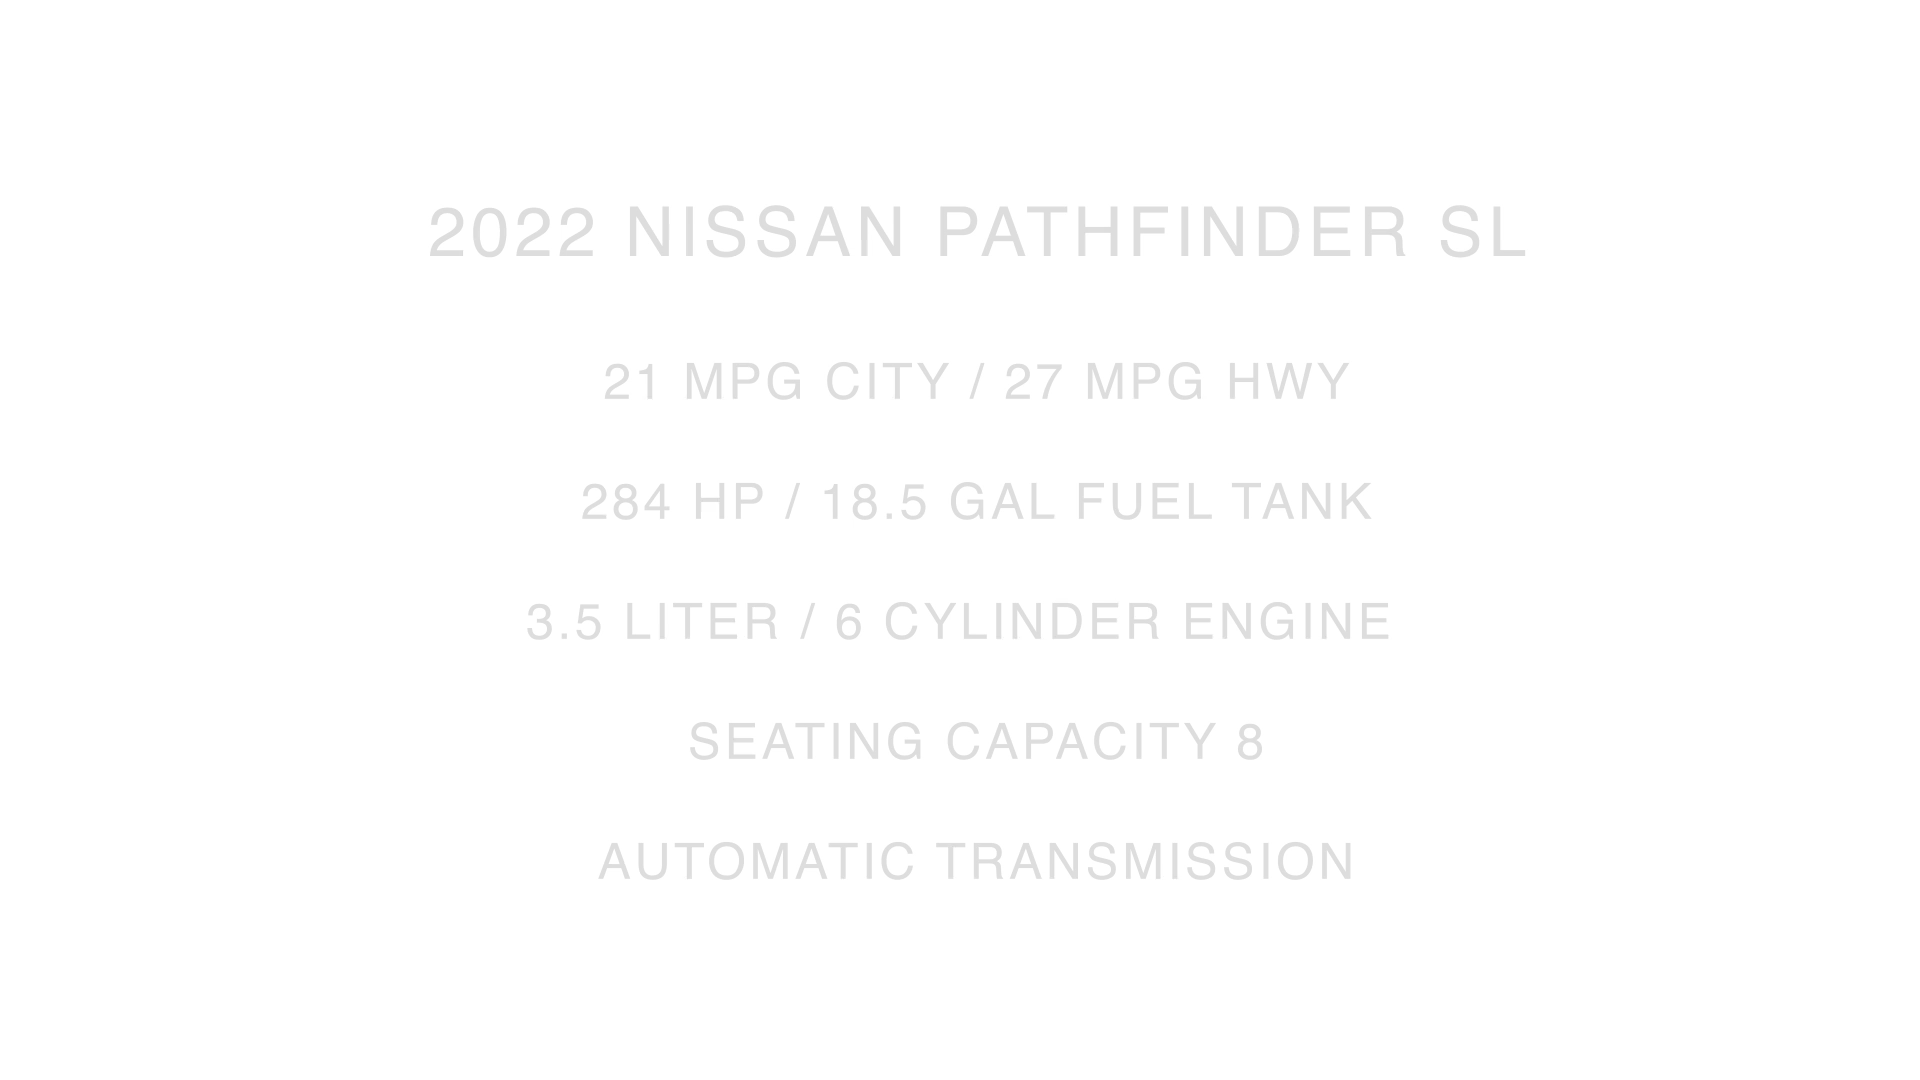 2022 NISSAN PATHFINDER SL
21 MPG CITY / 27 MPG HWY
284 HP / 18.5 GAL FUEL TANK
3.5 LITER / 6 CYLINDER ENGINE
SEATING CAPACITY 8
AUTOMATIC TRANSMISSION